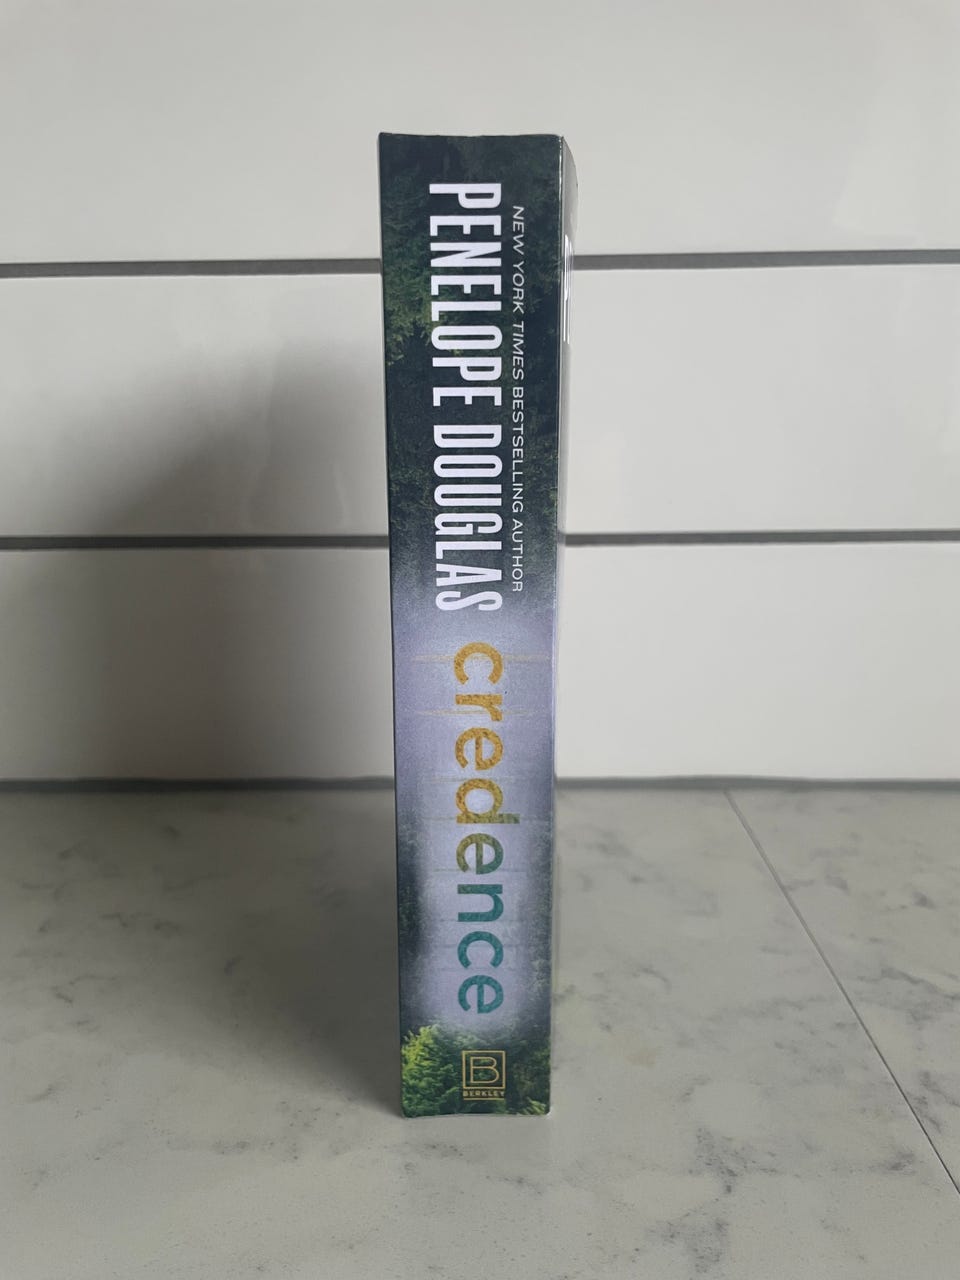 NEW YORK TIMES BESTSELLING AUTHOR
PENELOPE DOUGLAS
credence
B
BERKLEY